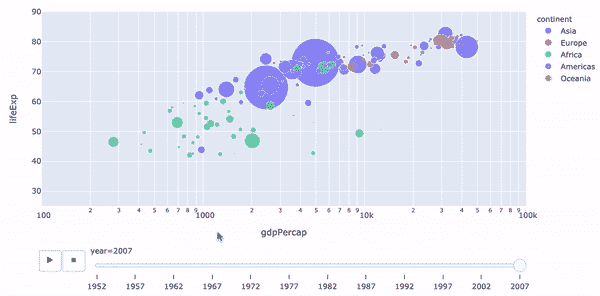 continent
Asia
Europe
Africa
Americas
Oceania
lifeExp
90
80
70
60
50
40
30
100 2 3 4 5 6 7 8 9 1000 2 3 4 5 6 7 8 9 10k 2 3 4 5 6 7 8 9 100k
gdpPercap
year=2007
1952 1957 1962 1967 1972 1977 1982 1987 1992 1997 2002 2007